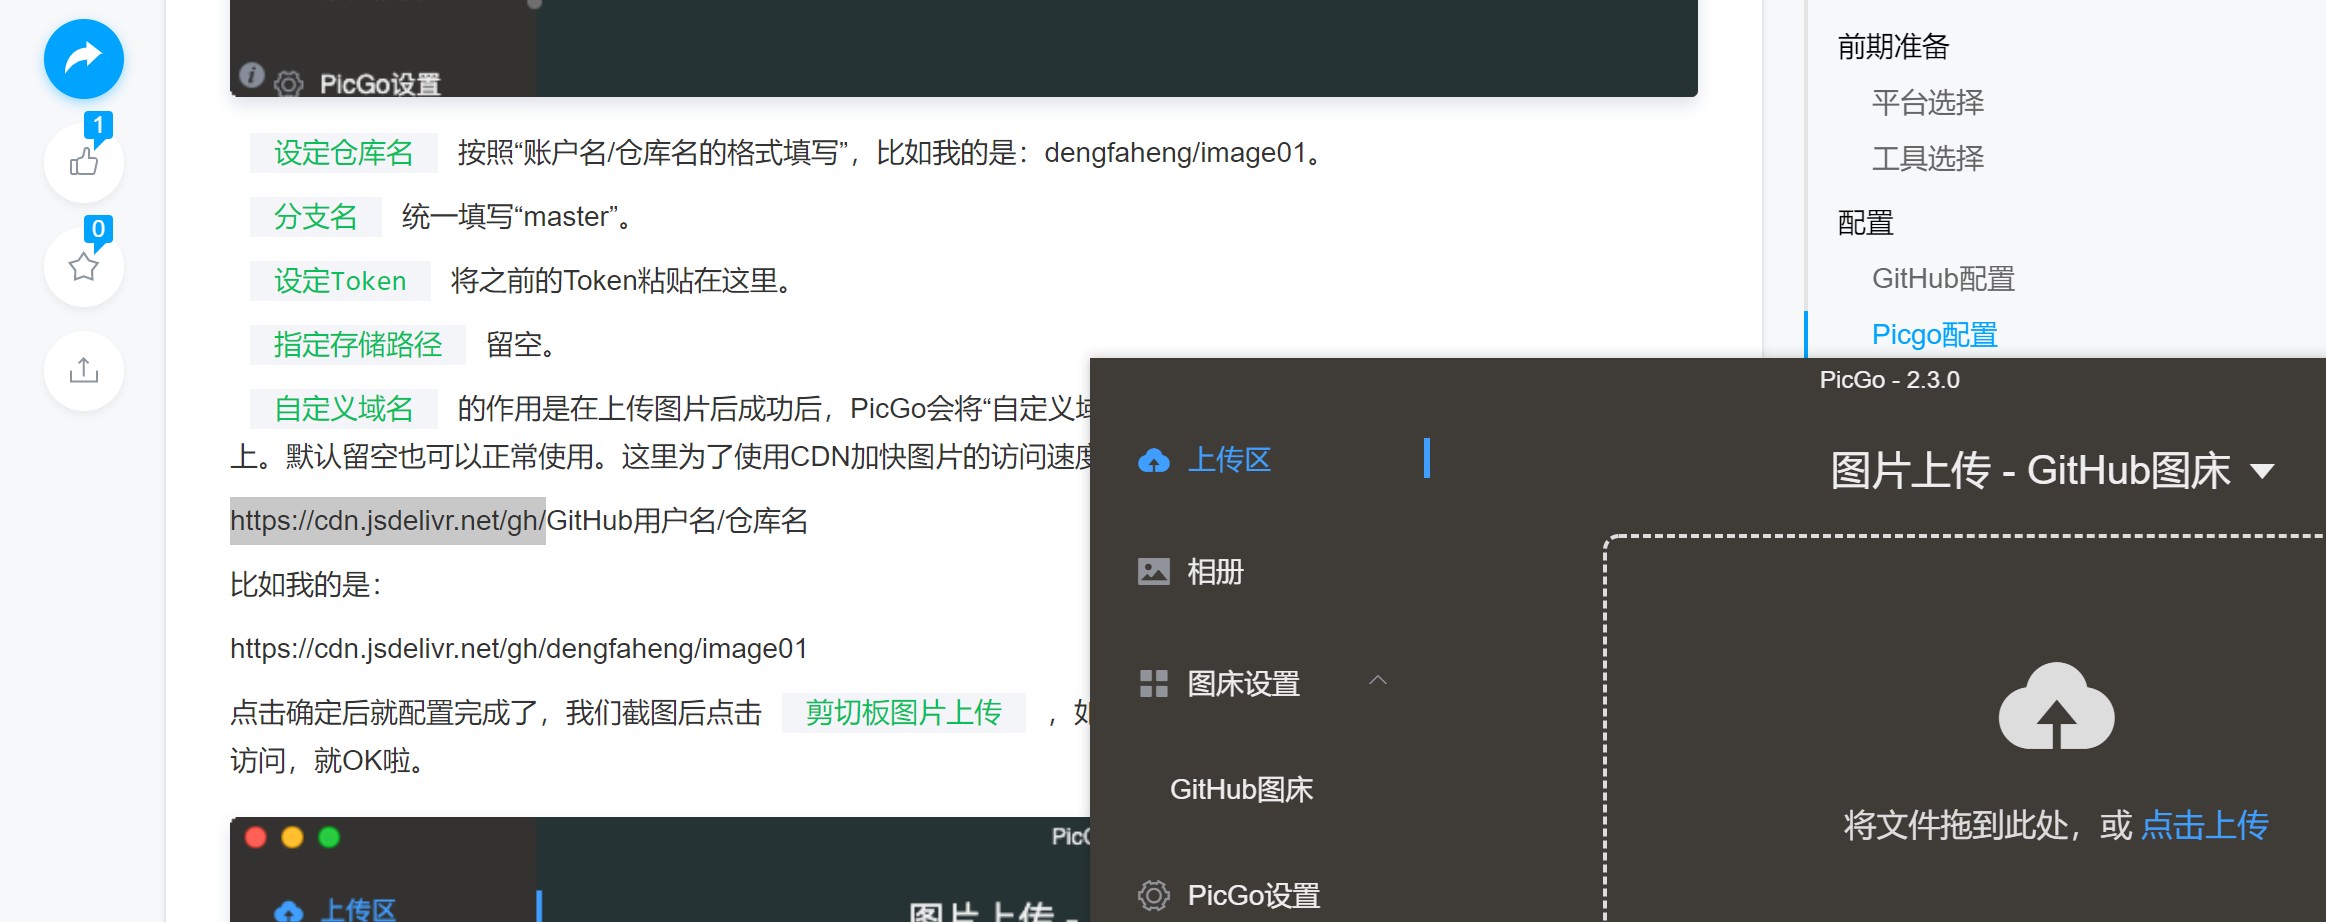 PicGo设置
1
0
设定仓库名 按照“账户名/仓库名的格式填写”，比如我的是：dengfaheng/image01。
分支名 统一填写“master”。
设定Token 将之前的Token粘贴在这里。
指定存储路径 留空。
自定义域名 的作用是在上传图片后成功后，PicGo会将“自定义域
上。默认留空也可以正常使用。这里为了使用CDN加快图片的访问速度
https://cdn.jsdelivr.net/gh/GitHub用户名/仓库名
比如我的是：
https://cdn.jsdelivr.net/gh/dengfaheng/image01
点击确定后就配置完成了，我们截图后点击 剪切板图片上传 ，如
访问，就OK啦。
PicG
上传区
图片上传 -
前期准备
平台选择
工具选择
配置
GitHub配置
Picgo配置
PicGo - 2.3.0
上传区
图片上传 - GitHub图床
相册
图床设置
GitHub图床
PicGo设置
将文件拖到此处，或 点击上传